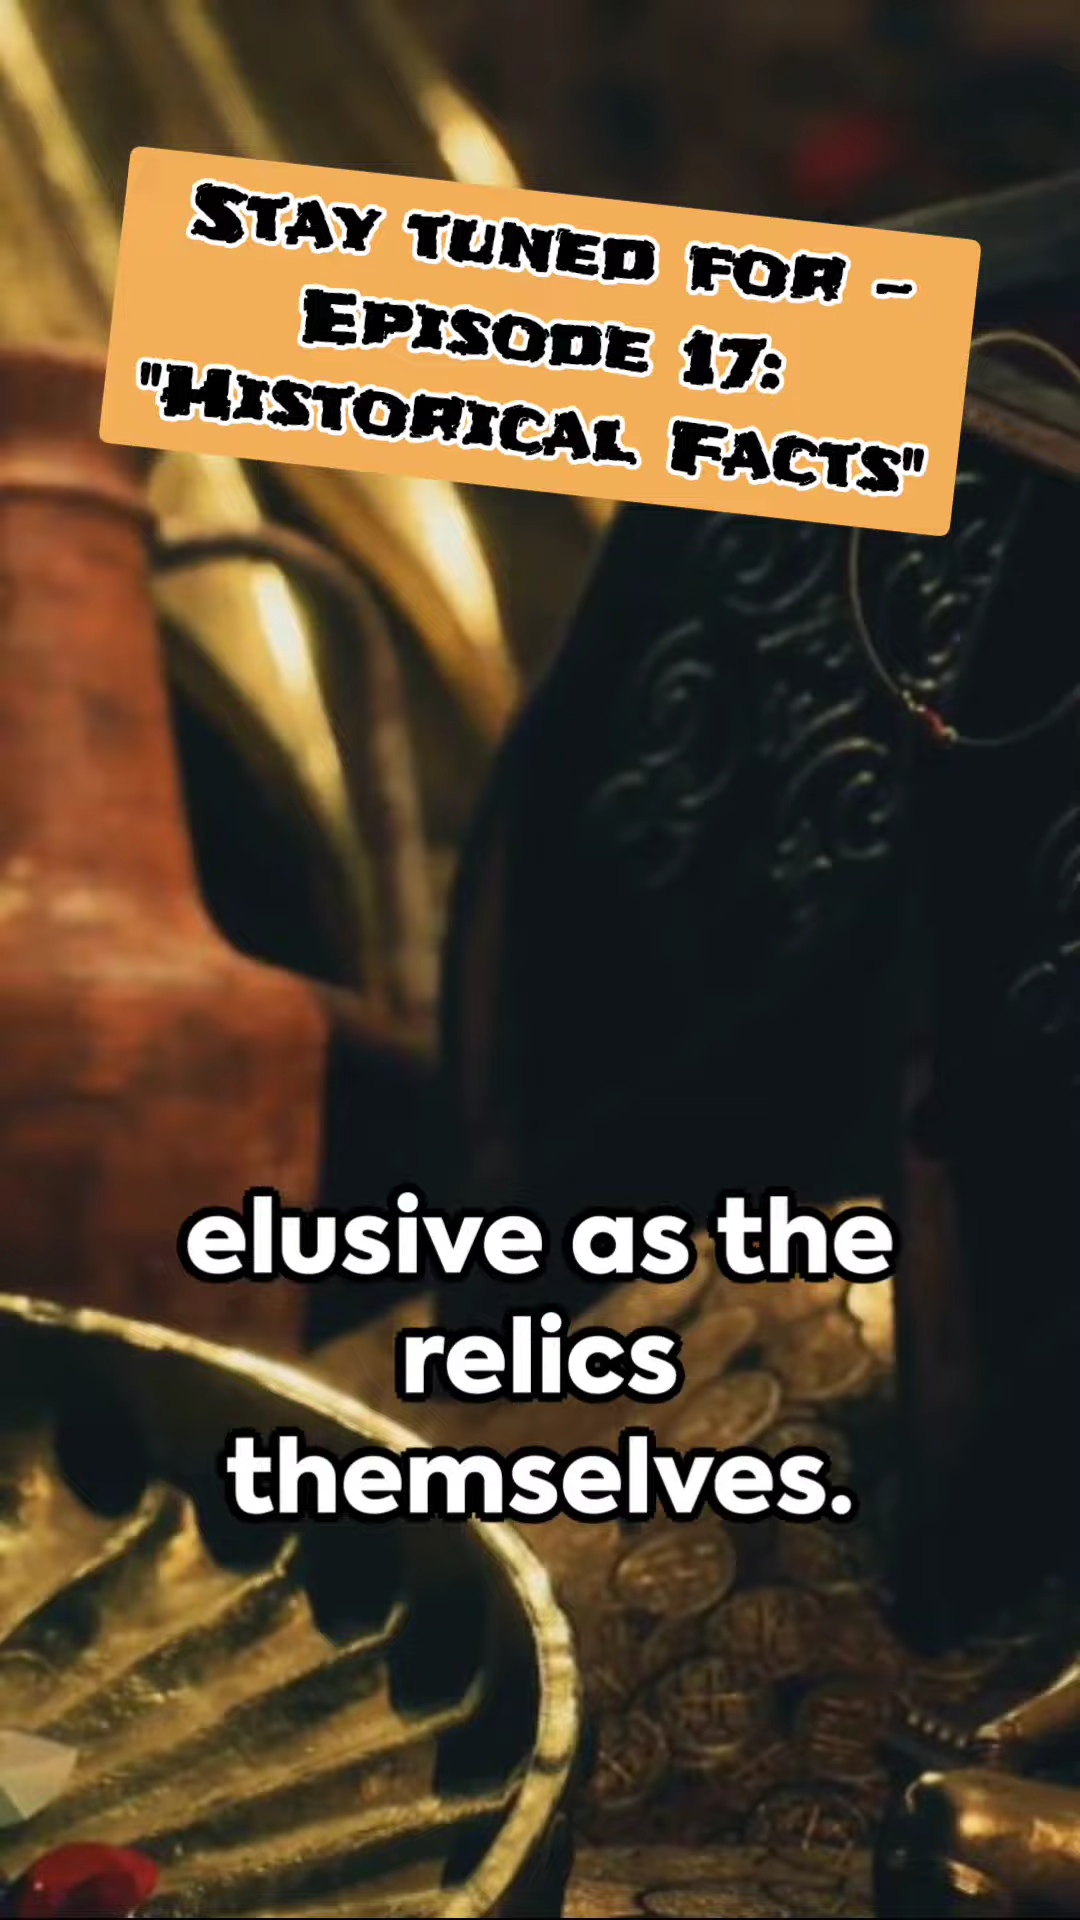 Stay tuned for -
Episode 17:
"Historical Facts"
elusive as the
relics
themselves.